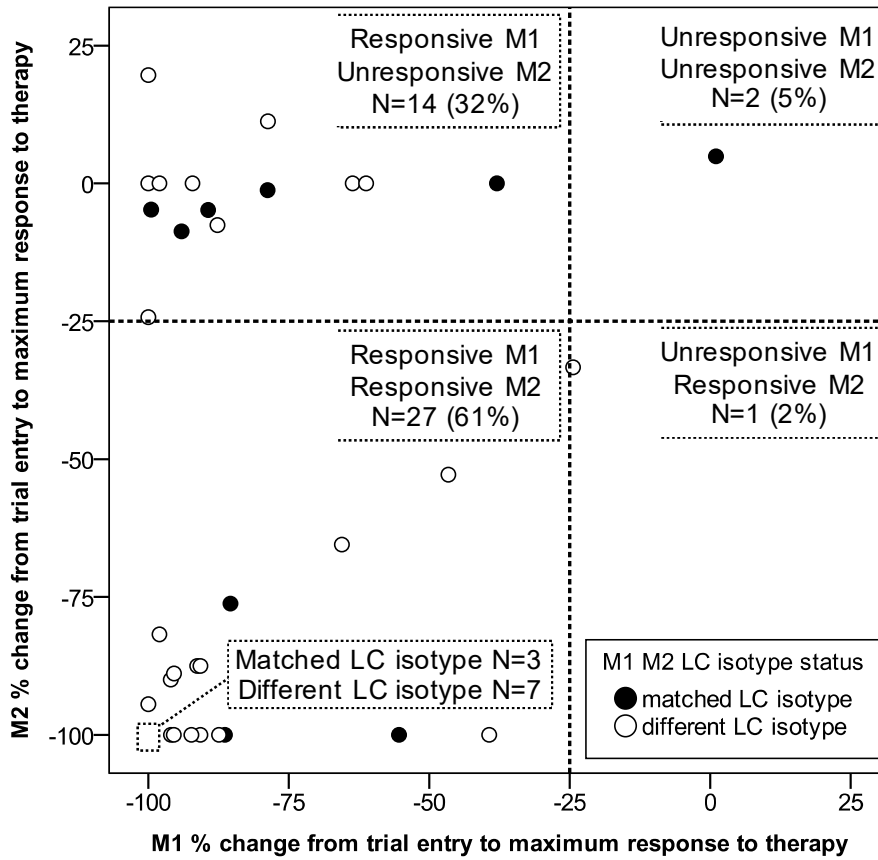 Responsive M1
Unresponsive M2
N=14 (32%)
Unresponsive M1
Unresponsive M2
N=2 (5%)
Responsive M1
Responsive M2
N=27 (61%)
Unresponsive M1
Responsive M2
N=1 (2%)
Matched LC isotype N=3
Different LC isotype N=7
M1 M2 LC isotype status
matched LC isotype
different LC isotype
M2 % change from trial entry to maximum response to therapy
25
0
-25
-50
-75
-100
-100
-75
-50
-25
0
25
M1 % change from trial entry to maximum response to therapy